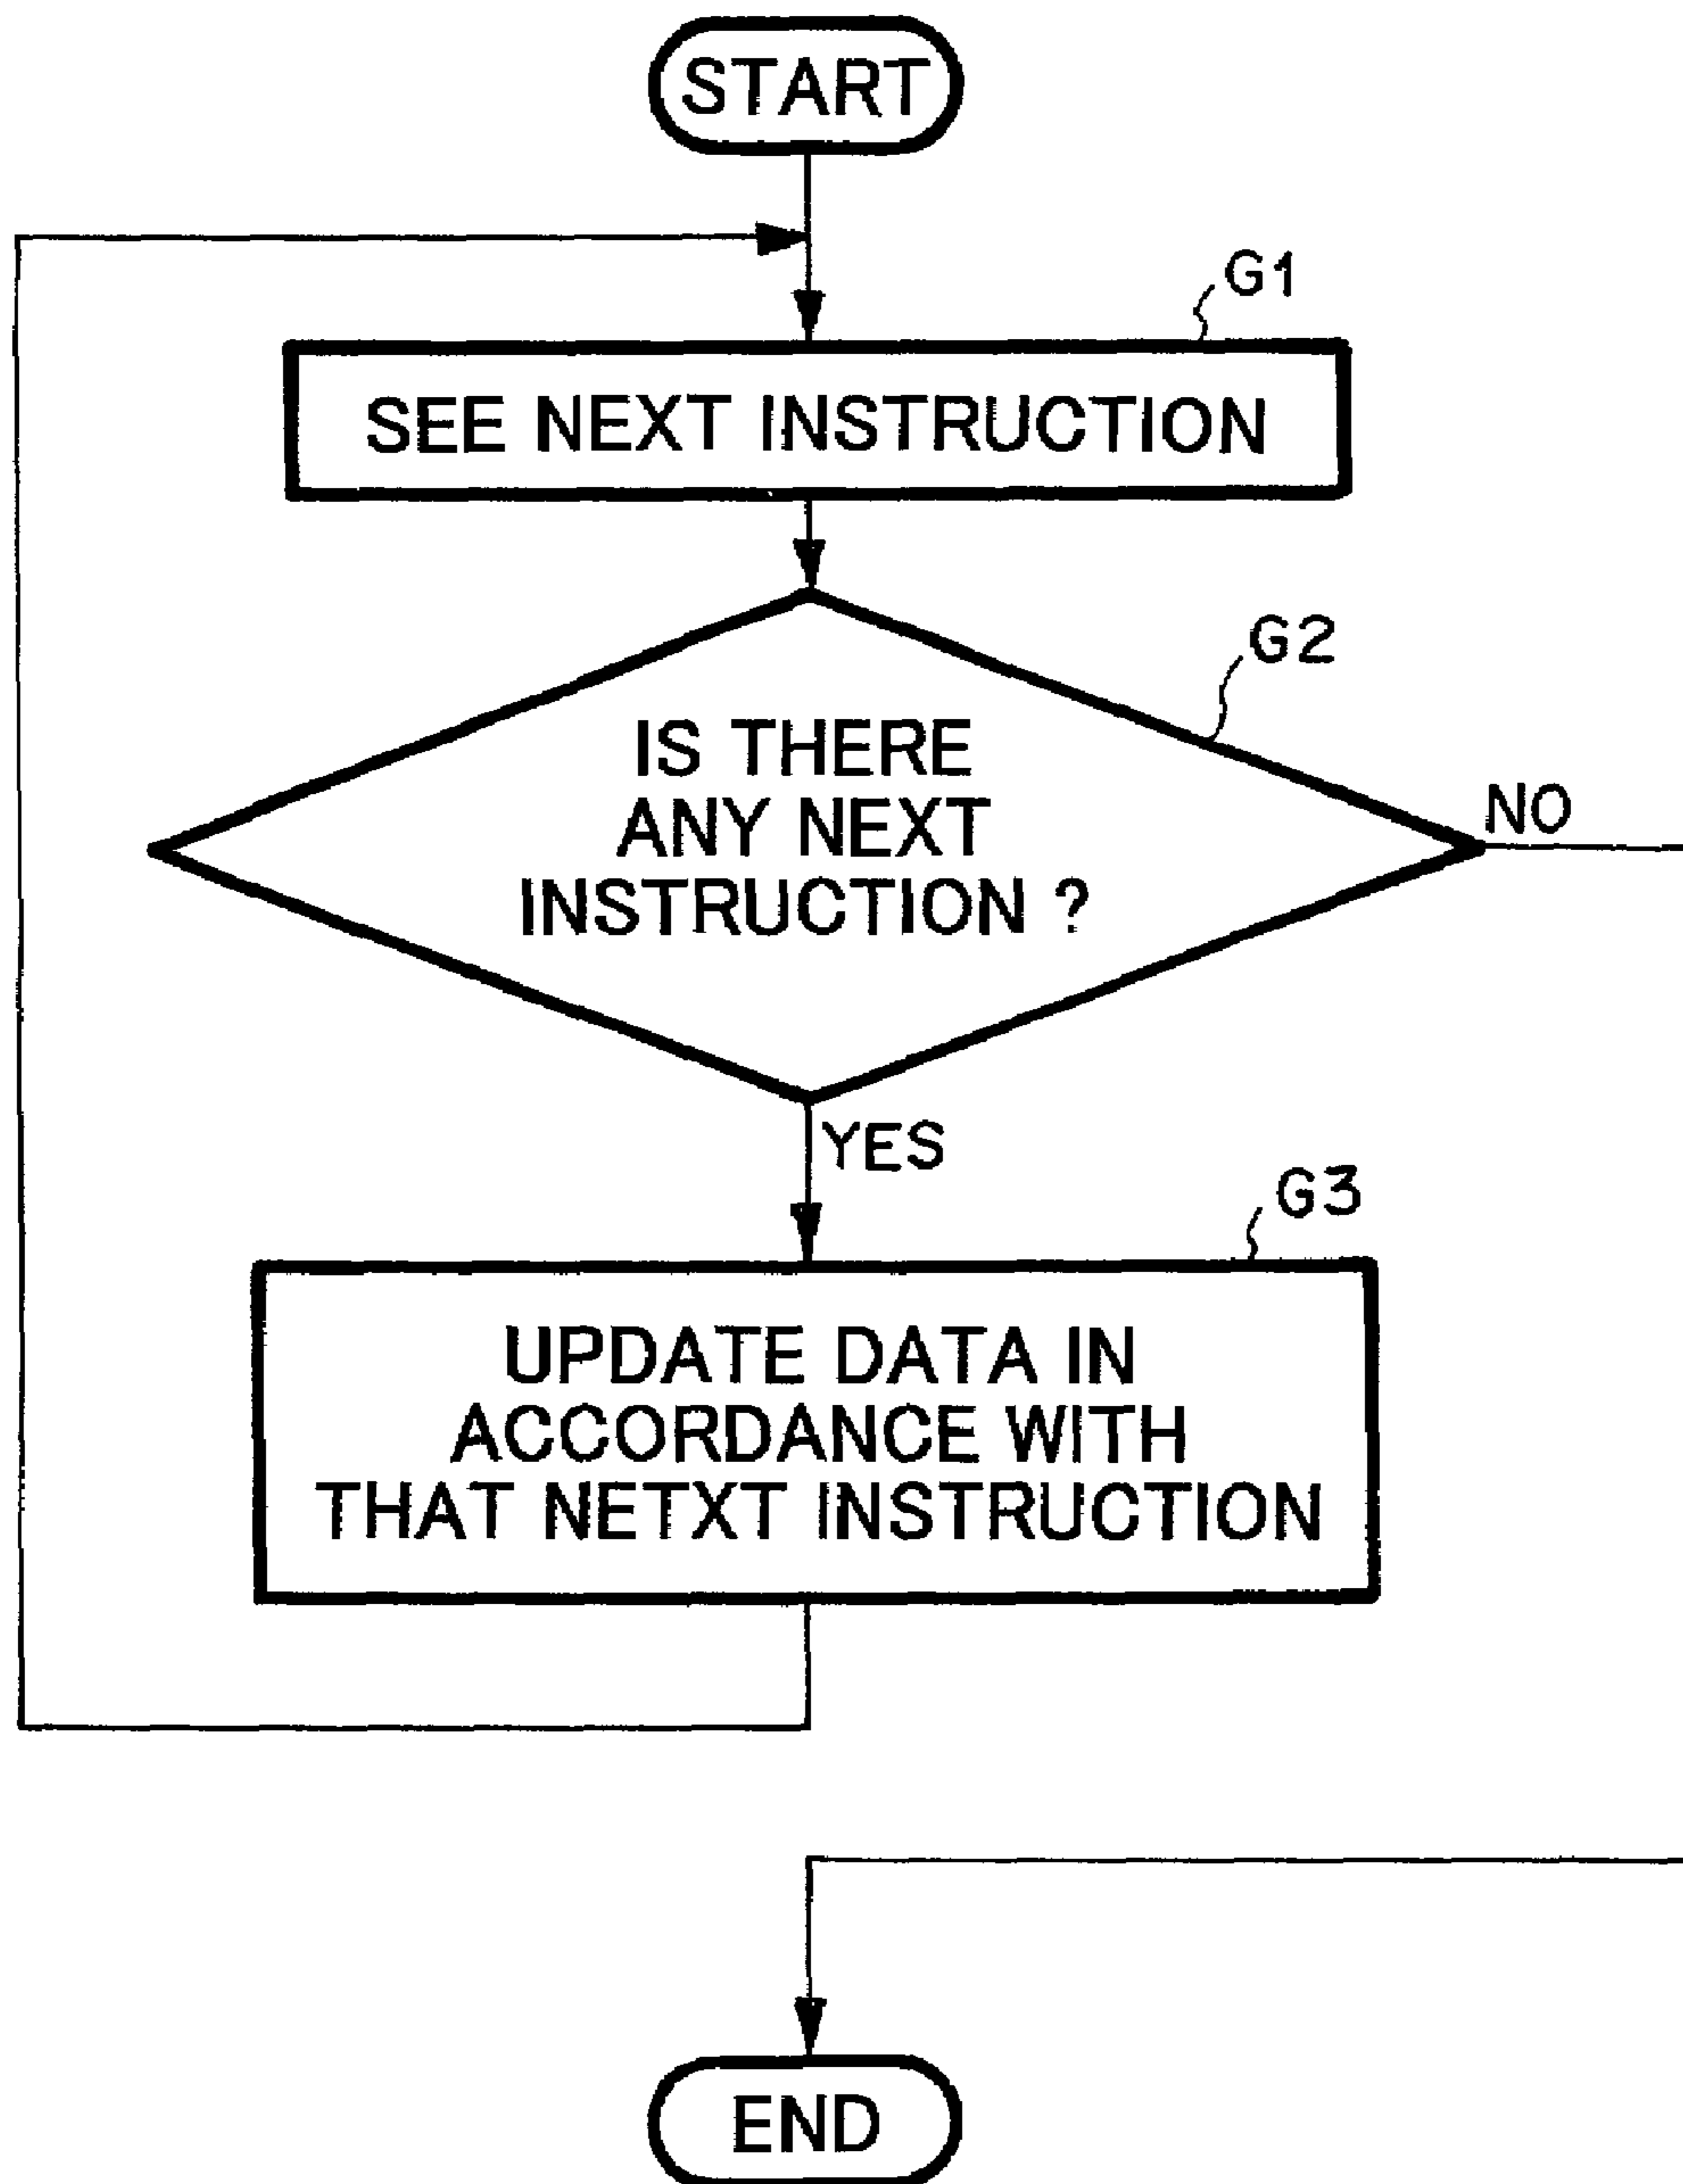 START
G1
SEE NEXT INSTRUCTION
G2
IS THERE
ANY NEXT
INSTRUCTION ?
NO
YES
G3
UPDATE DATA IN
ACCORDANCE WITH
THAT NETXT INSTRUCTION
END